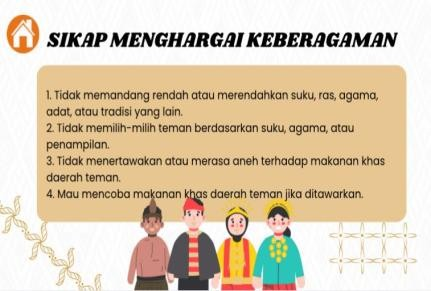 SIKAP MENGHARGAI KEBERAGAMAN
1. Tidak memandang rendah atau merendahkan suku, ras, agama,
adat, atau tradisi yang lain.
2. Tidak memilih-milih teman berdasarkan suku, agama, atau
penampilan.
3. Tidak menertawakan atau merasa aneh terhadap makanan khas
daerah teman.
4. Mau mencoba makanan khas daerah teman jika ditawarkan.